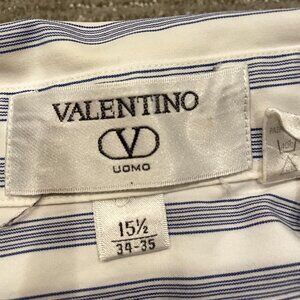 VALENTINO
V
UOMO
15½
34-35